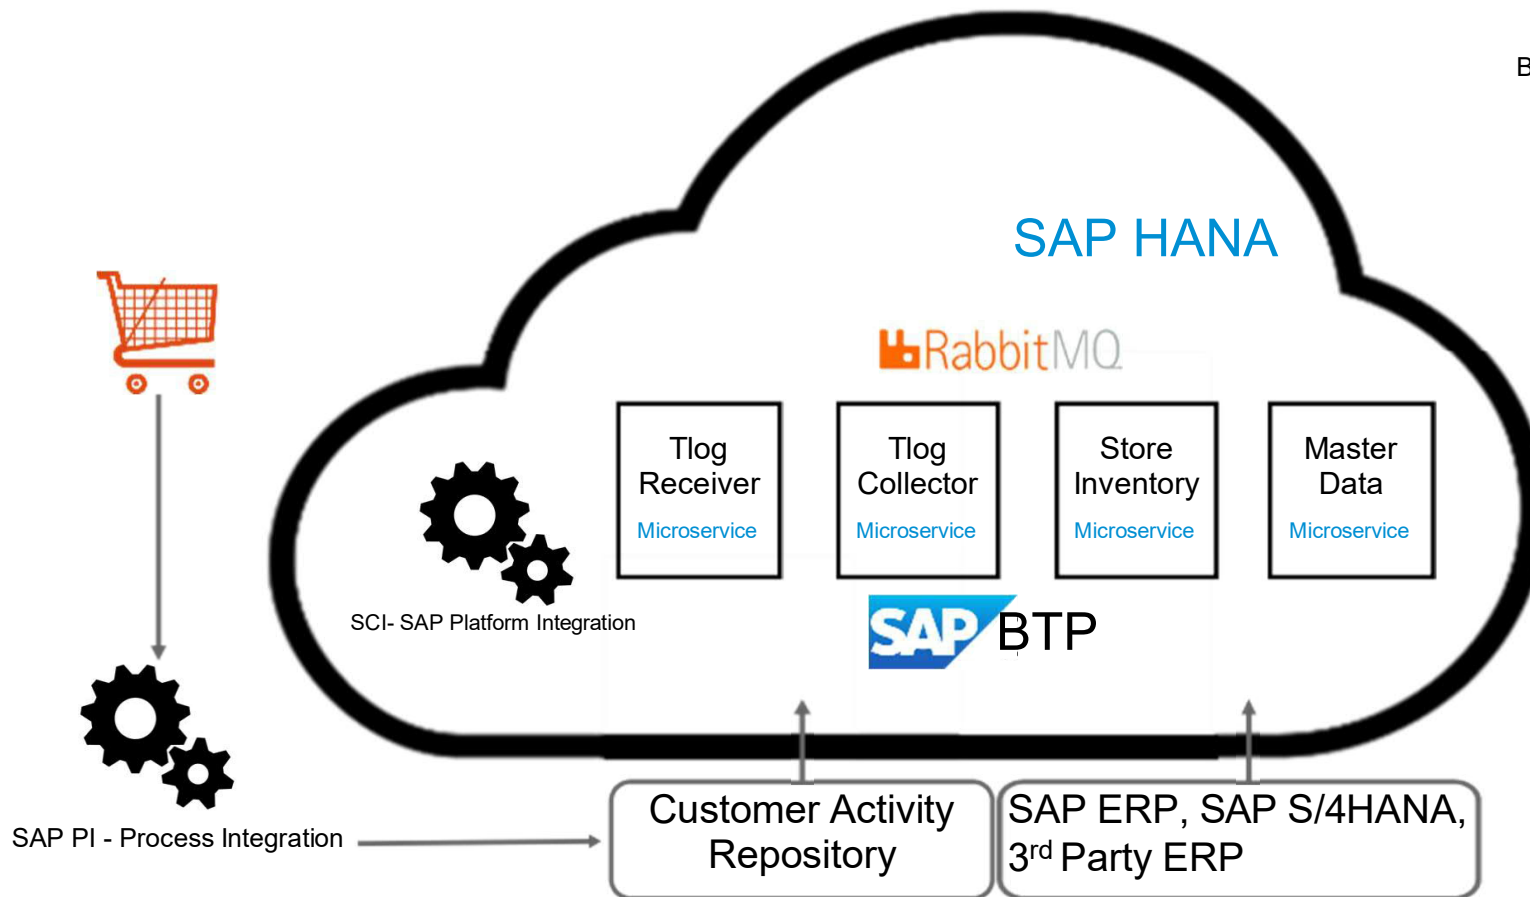 B
SAP HANA
RabbitMQ
Tlog
Receiver
Microservice
Tlog
Collector
Microservice
Store
Inventory
Microservice
Master
Data
Microservice
SCI- SAP Platform Integration
SAP BTP
SAP PI - Process Integration
Customer Activity
Repository
SAP ERP, SAP S/4HANA,
3rd Party ERP